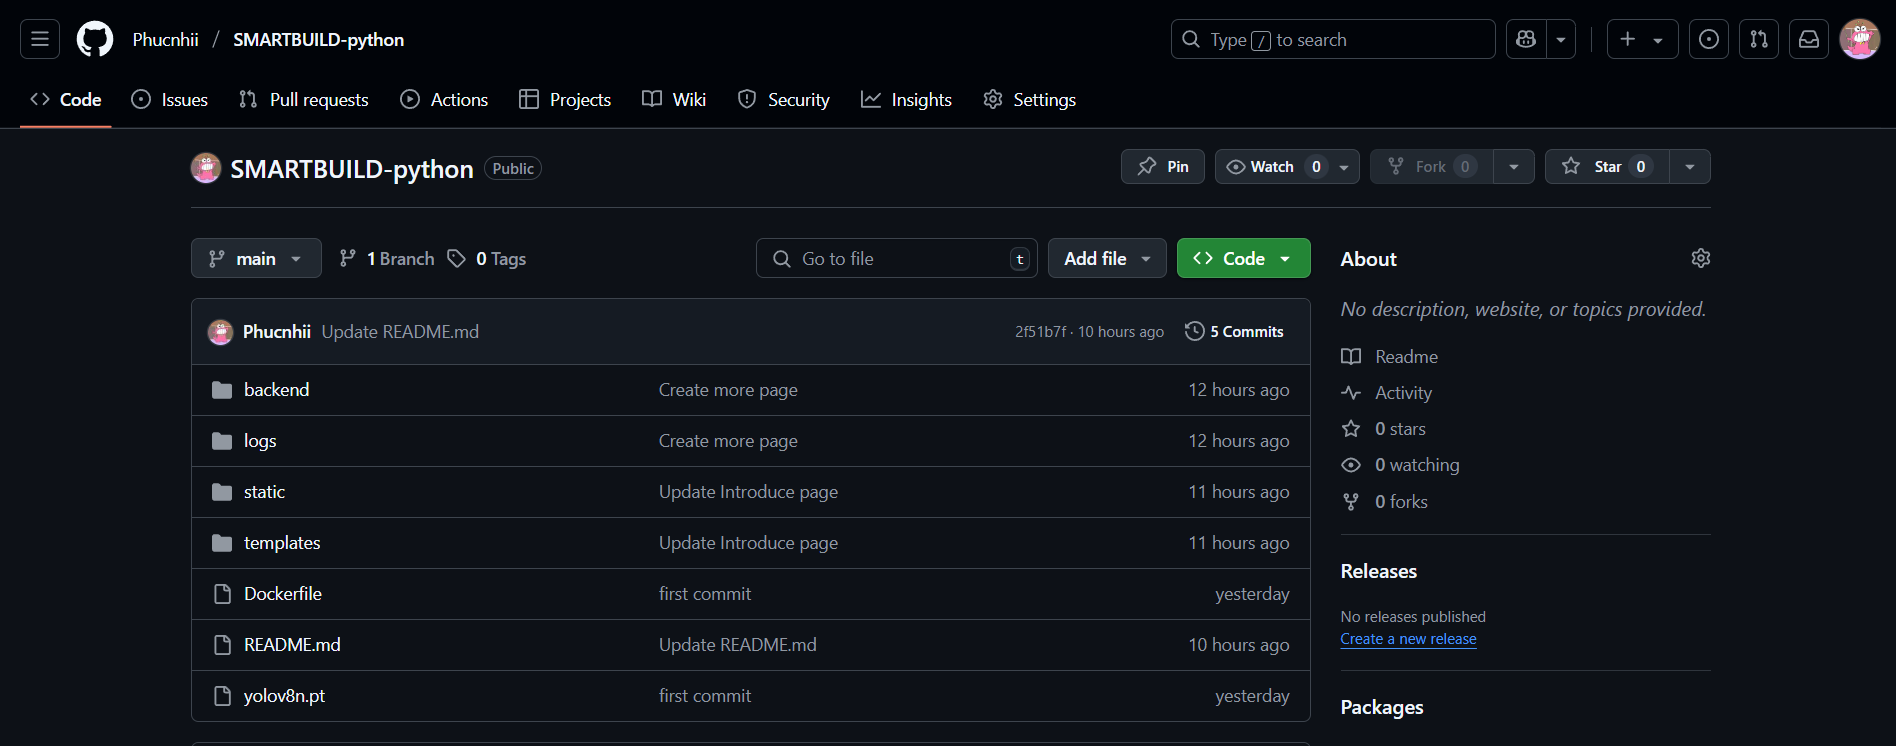 Phucnhii / SMARTBUILD-python
Type / to search
Code Issues Pull requests Actions Projects Wiki Security Insights Settings
SMARTBUILD-python Public
Pin Watch 0 Fork 0 Star 0
main 1 Branch 0 Tags
Go to file t Add file Code
Phucnhii Update README.md 2f51b7f · 10 hours ago 5 Commits
backend Create more page 12 hours ago
logs Create more page 12 hours ago
static Update Introduce page 11 hours ago
templates Update Introduce page 11 hours ago
Dockerfile first commit yesterday
README.md Update README.md 10 hours ago
yolov8n.pt first commit yesterday
About
No description, website, or topics provided.
Readme
Activity
0 stars
0 watching
0 forks
Releases
No releases published
Create a new release
Packages